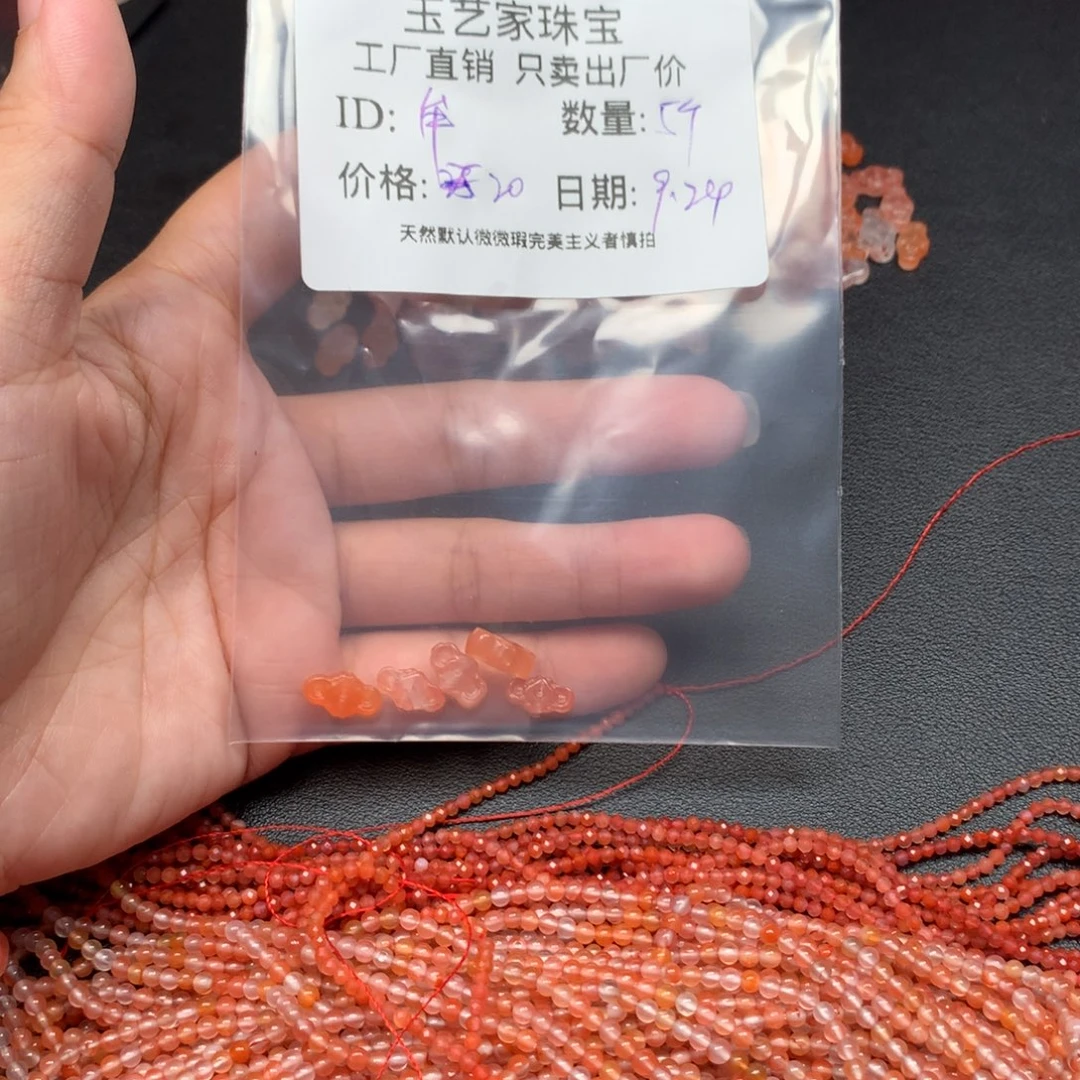 玉艺家珠宝
工厂直销 只卖出厂价
ID: 数量:
价格: 20 日期: 9.24
天然默认微微瑕完美主义者慎拍